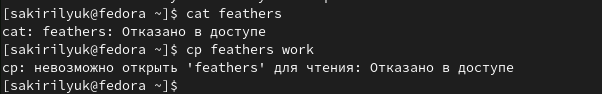 [sakirilyuk@fedora ~]$ cat feathers
cat: feathers: Отказано в доступе
[sakirilyuk@fedora ~]$ cp feathers work
cp: невозможно открыть 'feathers' для чтения: Отказано в доступе
[sakirilyuk@fedora ~]$